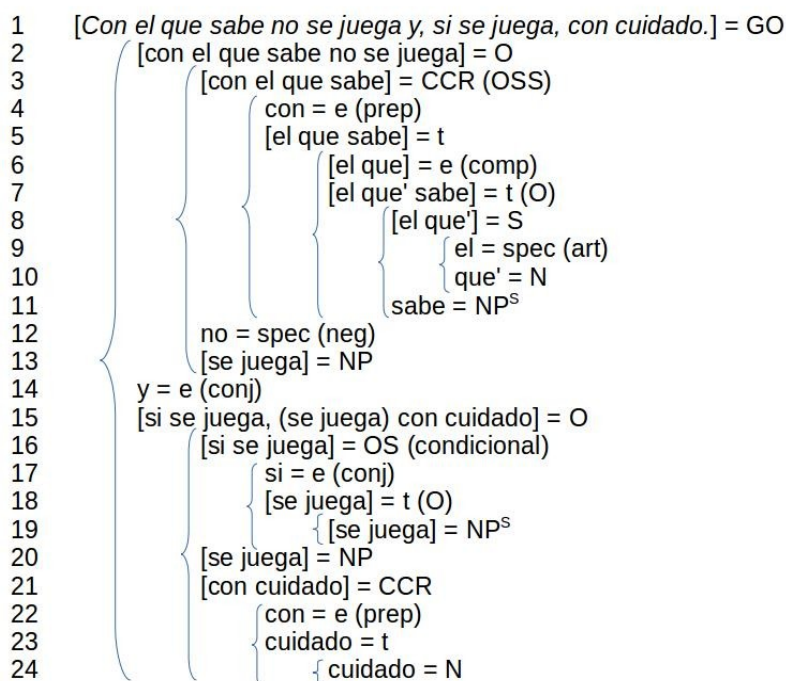 1 [Con el que sabe no se juega y, si se juega, con cuidado.] = GO
2 [con el que sabe no se juega] = O
3 [con el que sabe] = CCR (OSS)
4 con = e (prep)
5 [el que sabe] = t
6 [el que] = e (comp)
7 [el que' sabe] = t (O)
8 [el que'] = S
9 el = spec (art)
10 que' = N
11 sabe = NPˢ
12 no = spec (neg)
13 [se juega] = NP
14 y = e (conj)
15 [si se juega, (se juega) con cuidado] = O
16 [si se juega] = OS (condicional)
17 si = e (conj)
18 [se juega] = t (O)
19 [se juega] = NPˢ
20 [se juega] = NP
21 [con cuidado] = CCR
22 con = e (prep)
23 cuidado = t
24 cuidado = N